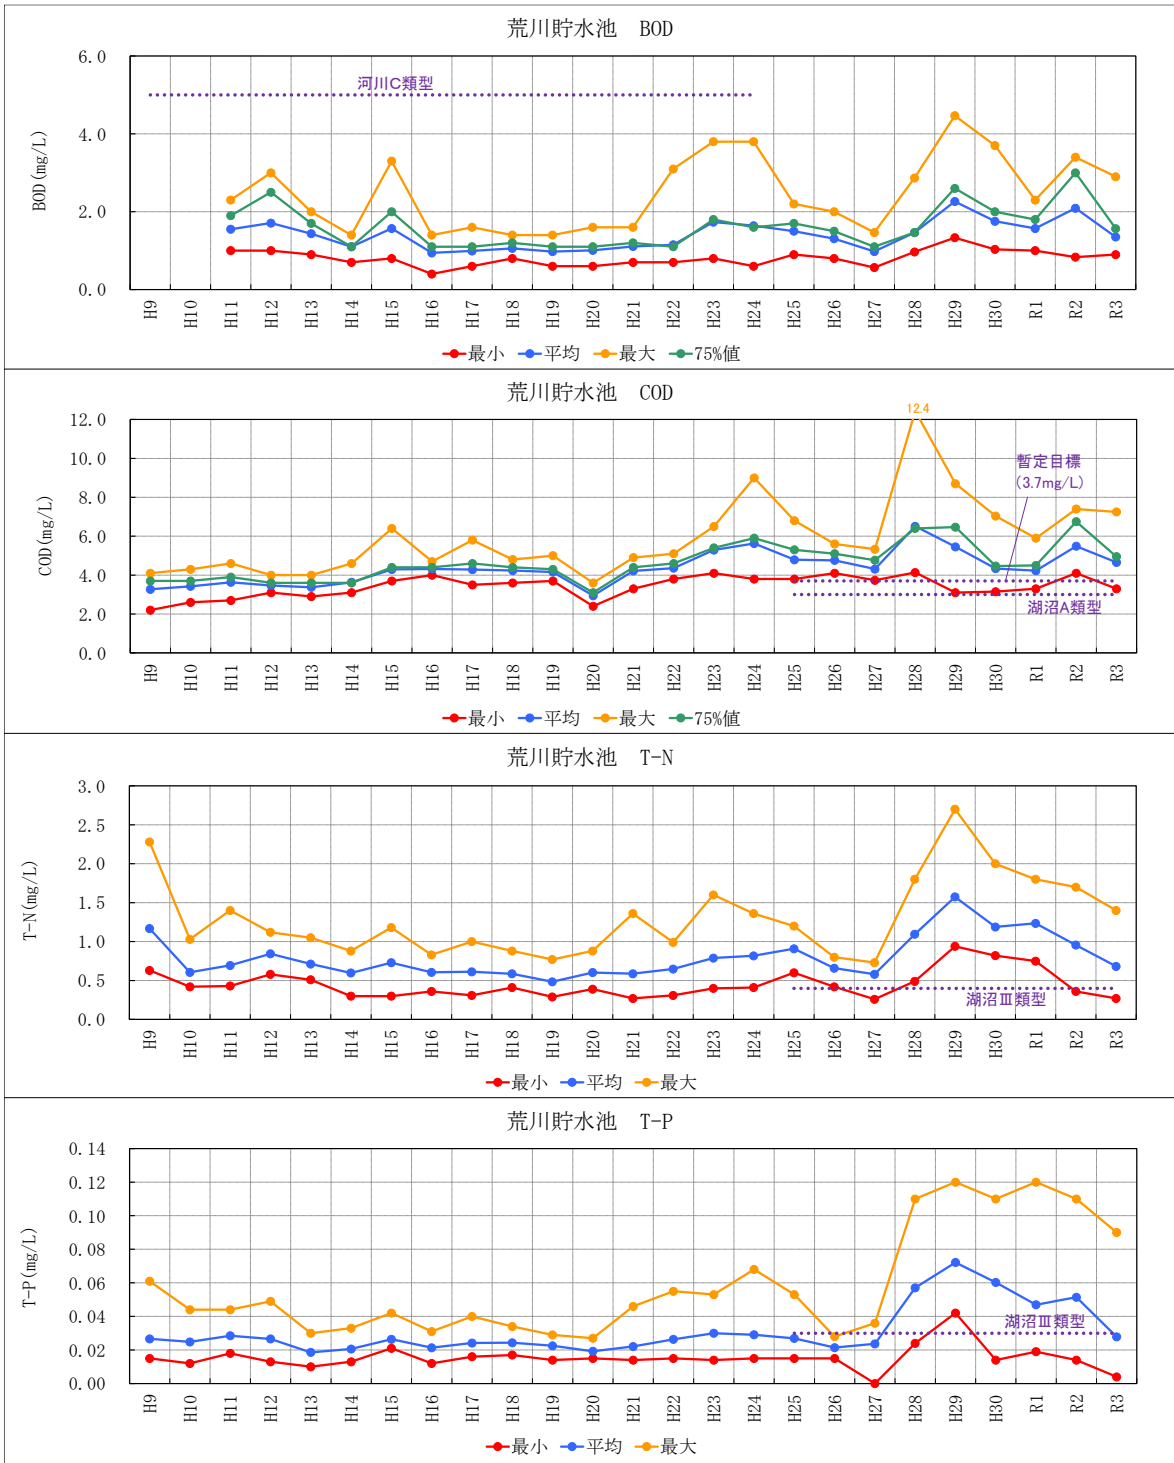 荒川貯水池 BOD
6.0
4.0
2.0
0.0
BOD(mg/L)
河川C類型
H9 H10 H11 H12 H13 H14 H15 H16 H17 H18 H19 H20 H21 H22 H23 H24 H25 H26 H27 H28 H29 H30 R1 R2 R3
最小 平均 最大 75%値
荒川貯水池 COD
12.0
10.0
8.0
6.0
4.0
2.0
0.0
COD(mg/L)
12.4
暫定目標
(3.7mg/L)
湖沼A類型
H9 H10 H11 H12 H13 H14 H15 H16 H17 H18 H19 H20 H21 H22 H23 H24 H25 H26 H27 H28 H29 H30 R1 R2 R3
最小 平均 最大 75%値
荒川貯水池 T-N
3.0
2.5
2.0
1.5
1.0
0.5
0.0
T-N(mg/L)
湖沼Ⅲ類型
H9 H10 H11 H12 H13 H14 H15 H16 H17 H18 H19 H20 H21 H22 H23 H24 H25 H26 H27 H28 H29 H30 R1 R2 R3
最小 平均 最大
荒川貯水池 T-P
0.14
0.12
0.10
0.08
0.06
0.04
0.02
0.00
T-P(mg/L)
湖沼Ⅲ類型
H9 H10 H11 H12 H13 H14 H15 H16 H17 H18 H19 H20 H21 H22 H23 H24 H25 H26 H27 H28 H29 H30 R1 R2 R3
最小 平均 最大